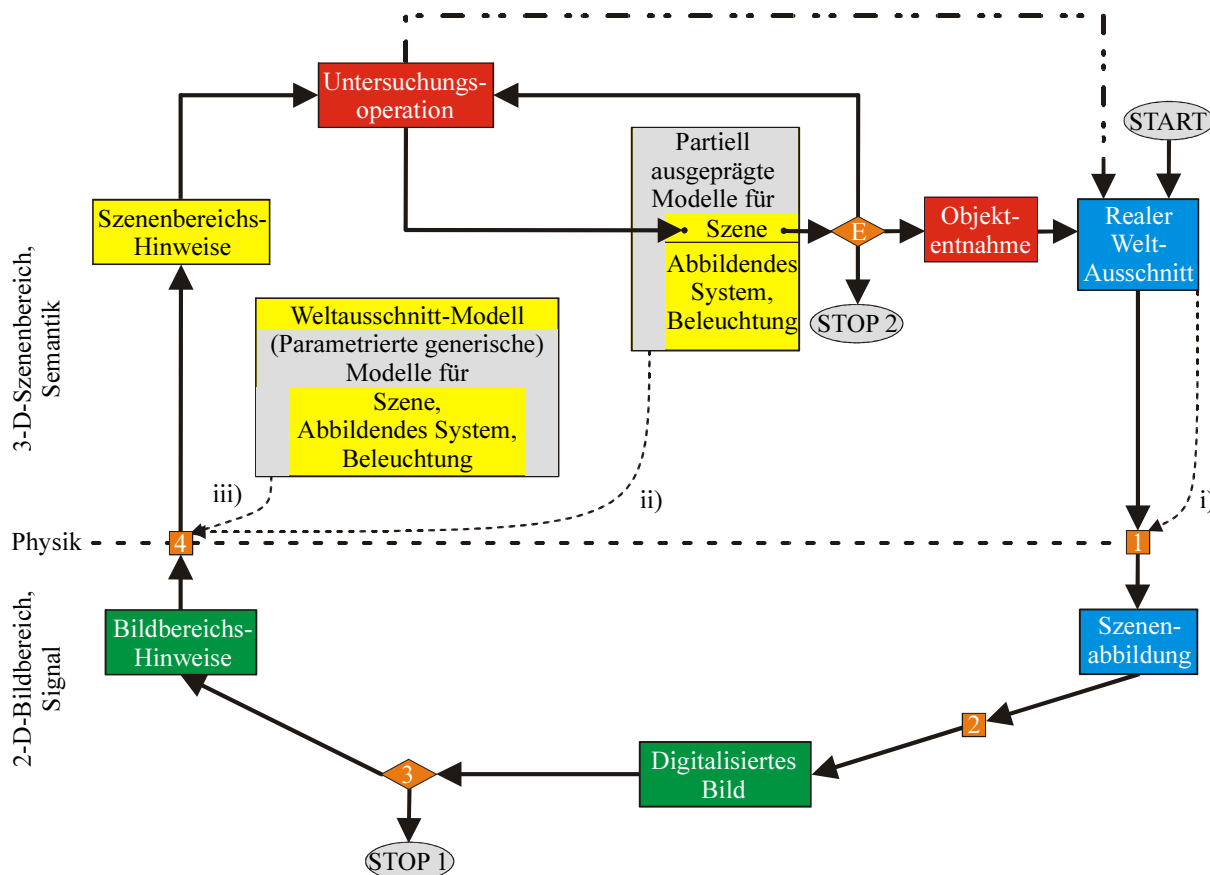 Untersuchungs-
operation
START
Partiell
ausgeprägte
Modelle für
Szene
Abbildendes
System,
Beleuchtung
E
Objekt-
entnahme
Realer
Welt-
Ausschnitt
Szenenbereichs-
Hinweise
STOP 2
Weltausschnitt-Modell
(Parametrierte generische)
Modelle für
Szene,
Abbildendes System,
Beleuchtung
3-D-Szenenbereich,
Semantik
iii)
ii)
i)
Physik
4
1
2-D-Bildbereich,
Signal
Bildbereichs-
Hinweise
Szenen-
abbildung
2
Digitalisiertes
Bild
3
STOP 1